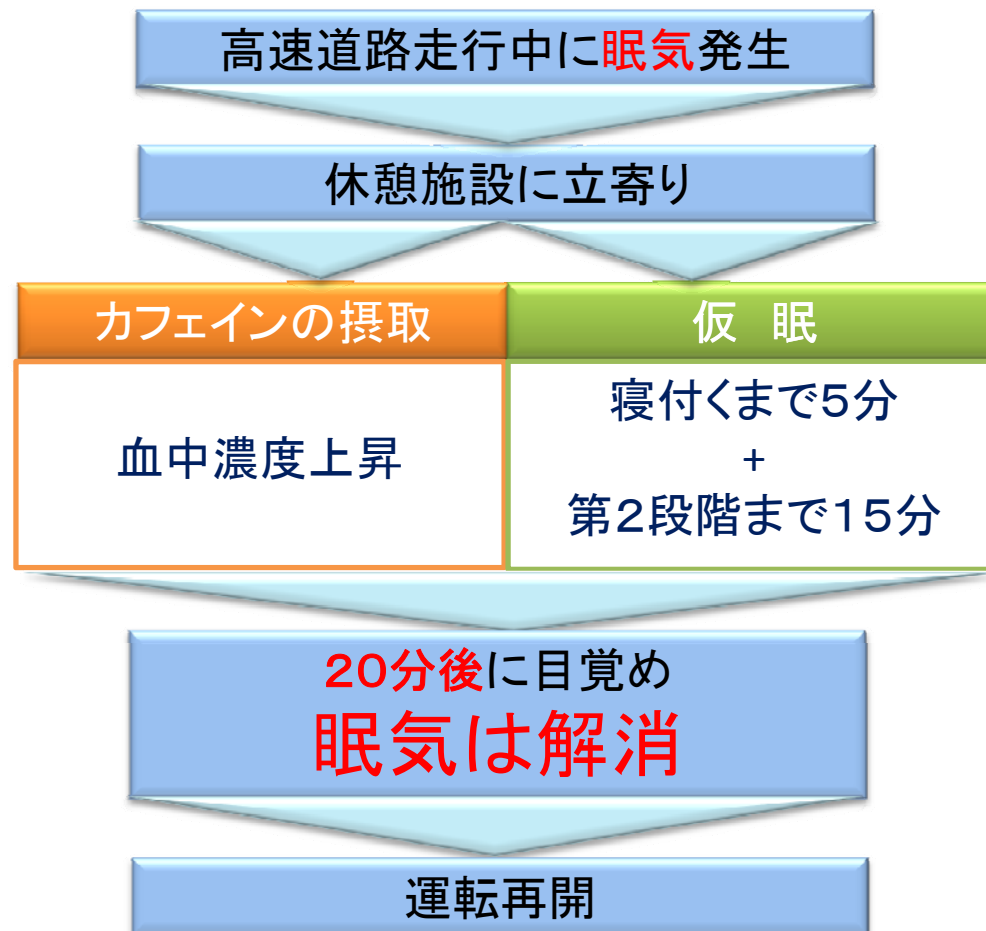 高速道路走行中に眠気発生
休憩施設に立寄り
カフェインの摂取
仮 眠
血中濃度上昇
寝付くまで5分
+
第2段階まで15分
20分後に目覚め
眠気は解消
運転再開